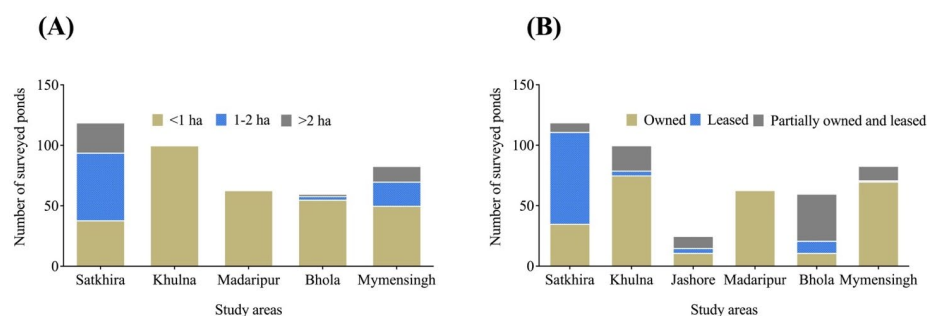 (A)
150
100
50
0
Number of surveyed ponds
<1 ha 1-2 ha >2 ha
Satkhira Khulna Madaripur Bhola Mymensingh
Study areas
(B)
150
100
50
0
Number of surveyed ponds
Owned Leased Partially owned and leased
Satkhira Khulna Jashore Madaripur Bhola Mymensingh
Study areas